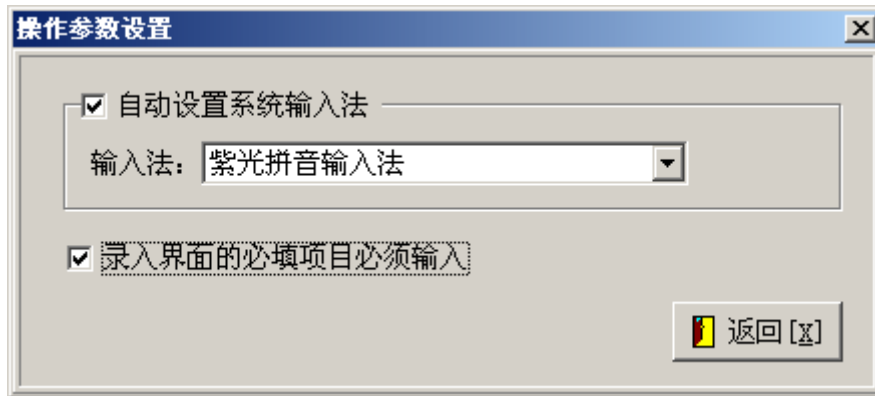 操作参数设置
自动设置系统输入法
输入法：紫光拼音输入法
录入界面的必填项目必须输入
返回[X]